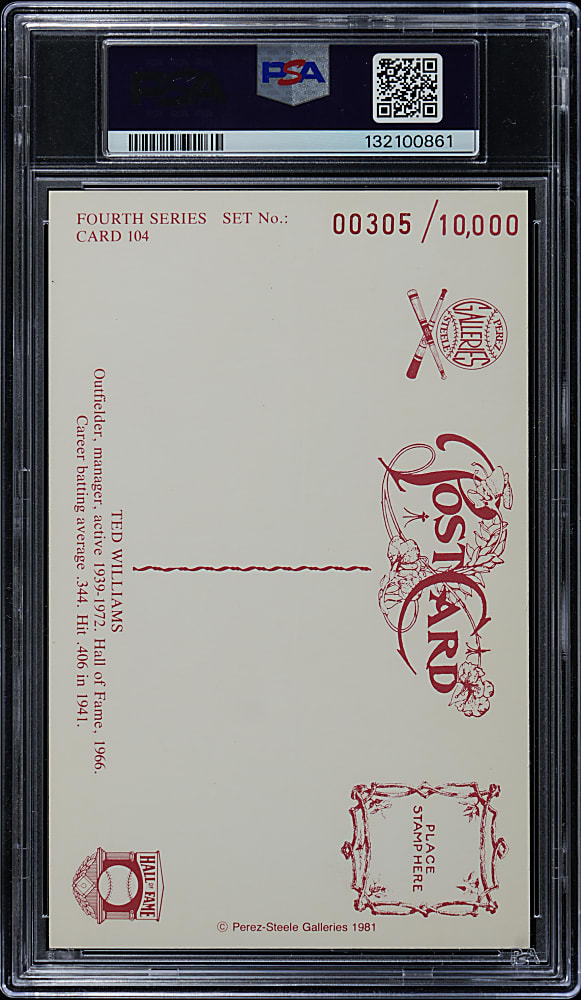 PSA
132100861
FOURTH SERIES SET No.: 00305/10,000
CARD 104
PEREZ
GALLERIES
STEELE
POSTCARD
TED WILLIAMS
Outfielder, manager, active 1939-1972. Hall of Fame, 1966.
Career batting average .344. Hit .406 in 1941.
PLACE
STAMP HERE
HALL OF FAME
© Perez-Steele Galleries 1981
PSA